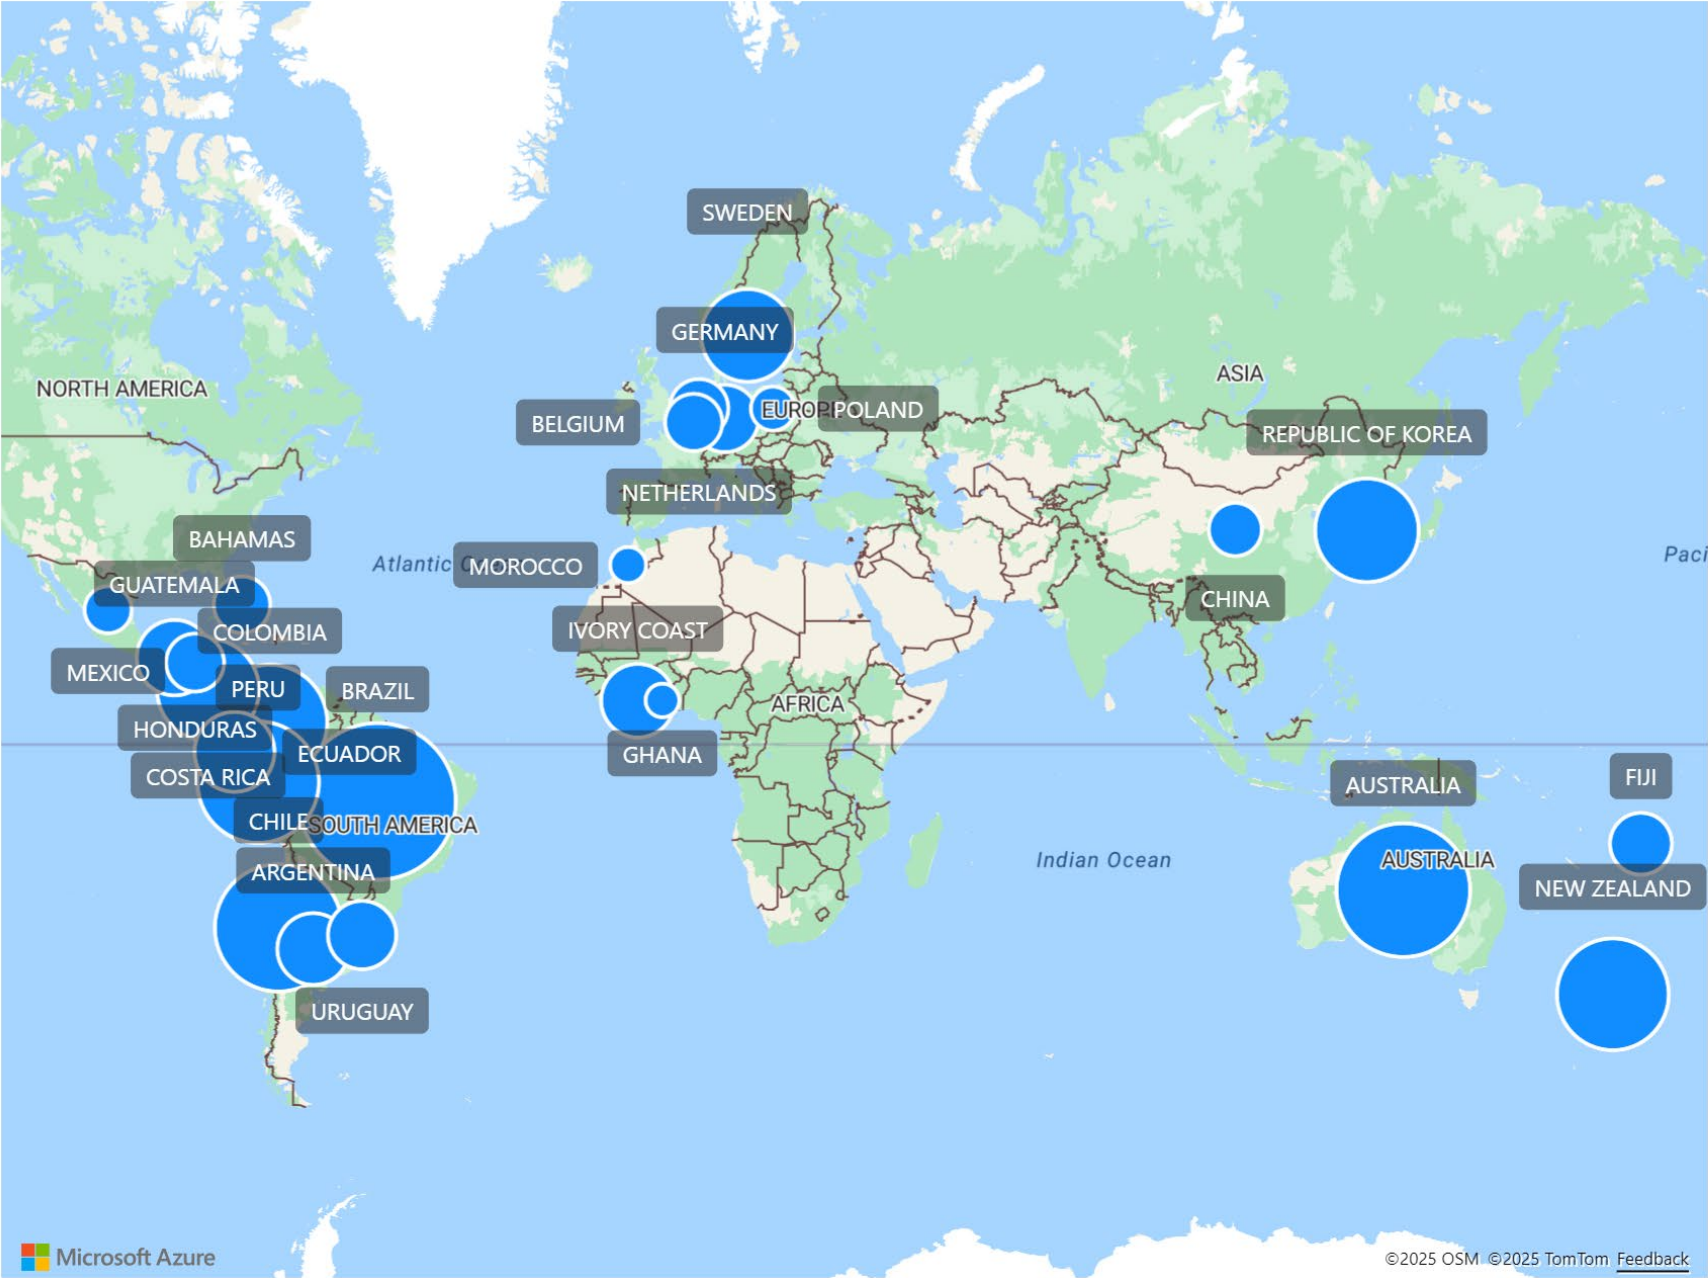 SWEDEN
GERMANY
ASIA
NORTH AMERICA
EUROPE
POLAND
BELGIUM
REPUBLIC OF KOREA
NETHERLANDS
BAHAMAS
Atlantic
MOROCCO
Paci
GUATEMALA
CHINA
COLOMBIA
IVORY COAST
MEXICO
PERU
BRAZIL
AFRICA
HONDURAS
ECUADOR
GHANA
COSTA RICA
AUSTRALIA
FIJI
CHILE
SOUTH AMERICA
Indian Ocean
AUSTRALIA
ARGENTINA
NEW ZEALAND
URUGUAY
Microsoft Azure
©2025 OSM ©2025 TomTom Feedback